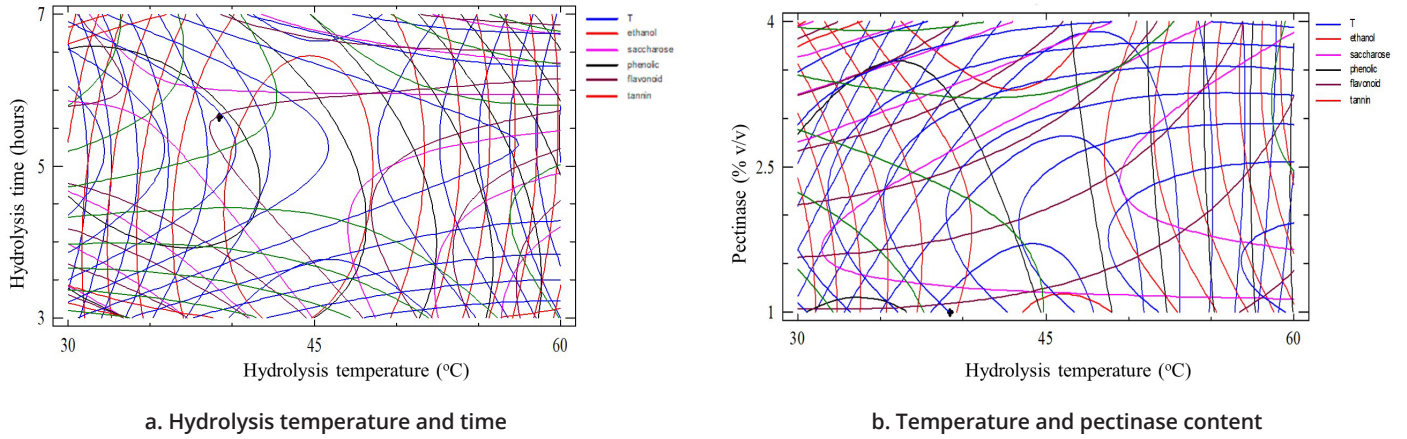 7
5
3
30
45
60
Hydrolysis time (hours)
Hydrolysis temperature (°C)
T
ethanol
saccharose
phenolic
flavonoid
tannin
a. Hydrolysis temperature and time
4
2.5
1
30
45
60
Pectinase (% v/v)
Hydrolysis temperature (°C)
T
ethanol
saccharose
phenolic
flavonoid
tannin
b. Temperature and pectinase content